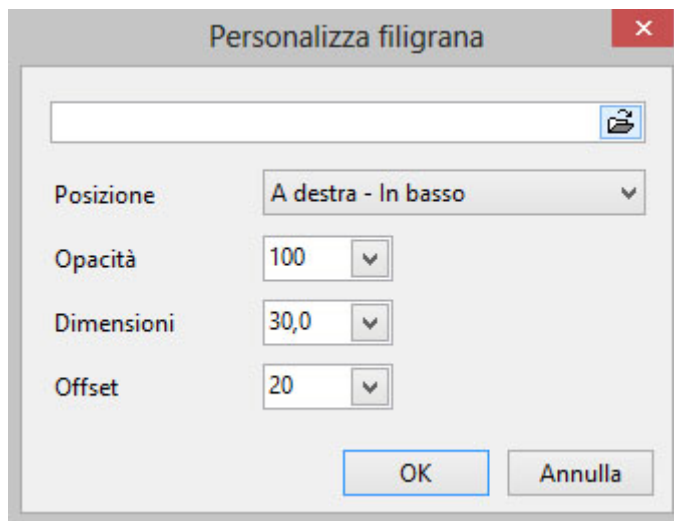 Personalizza filigrana
Posizione A destra - In basso
Opacità 100
Dimensioni 30,0
Offset 20
OK Annulla